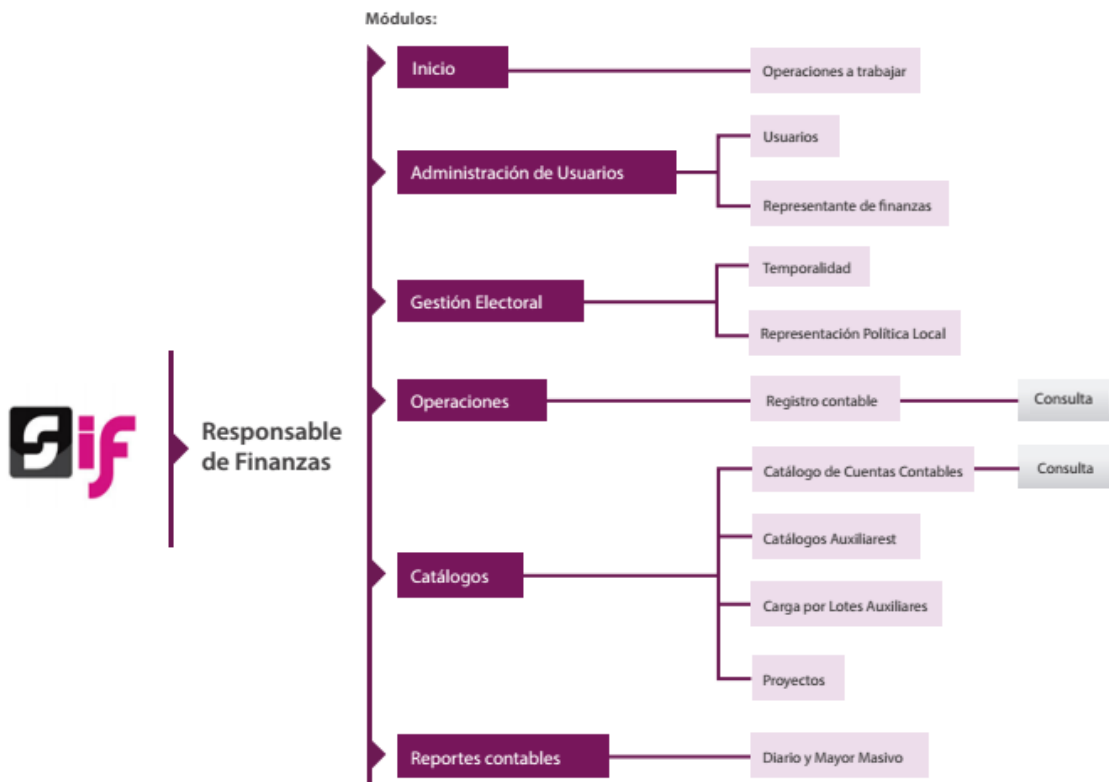 Módulos:
Inicio
Operaciones a trabajar
Administración de Usuarios
Usuarios
Representante de finanzas
Gestión Electoral
Temporalidad
Representación Política Local
Sif
Responsable
de Finanzas
Operaciones
Registro contable
Consulta
Catálogos
Catálogo de Cuentas Contables
Consulta
Catálogos Auxiliarest
Carga por Lotes Auxiliares
Proyectos
Reportes contables
Diario y Mayor Masivo